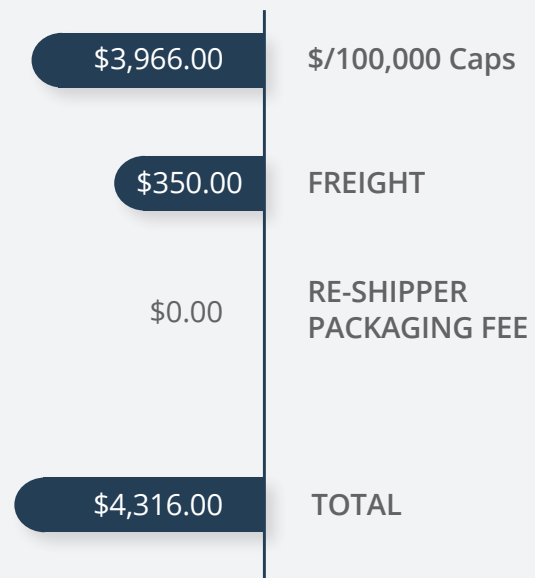 $3,966.00 $/100,000 Caps
$350.00 FREIGHT
$0.00 RE-SHIPPER
PACKAGING FEE
$4,316.00 TOTAL